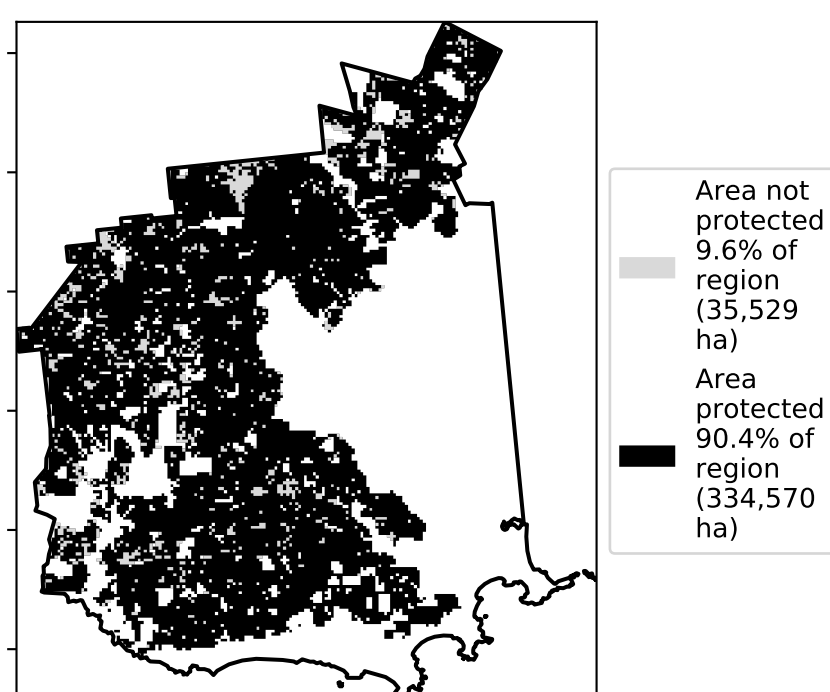 Area not
protected
9.6% of
region
(35,529
ha)
Area
protected
90.4% of
region
(334,570
ha)